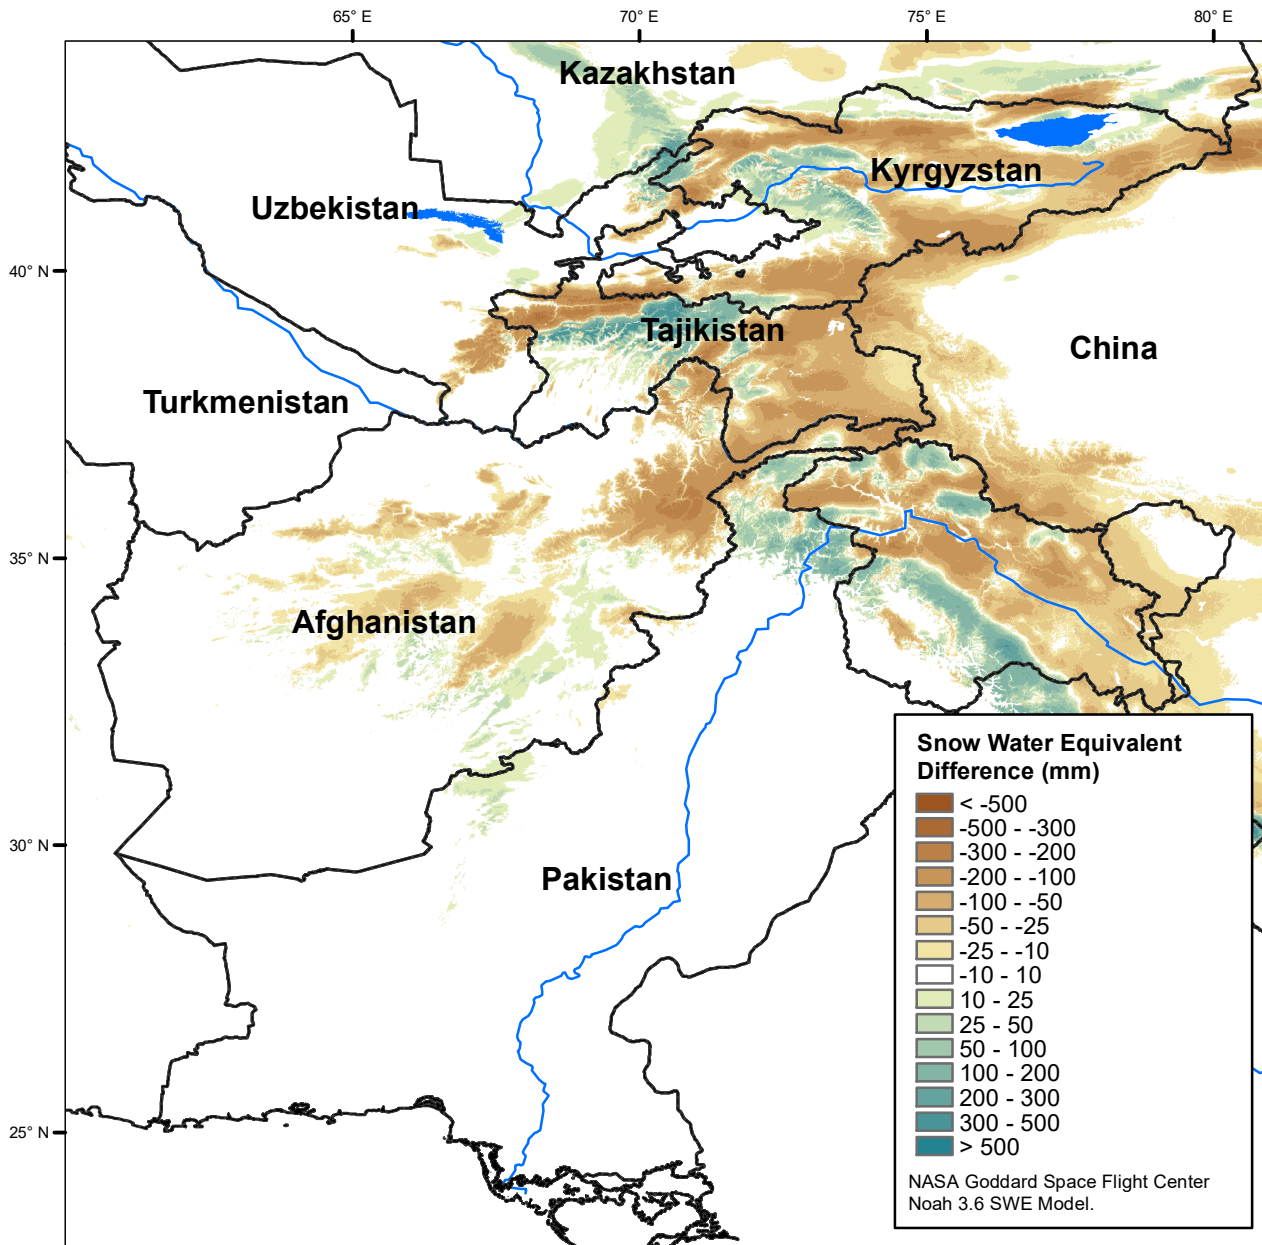 65° E
70° E
75° E
80° E
Kazakhstan
Kyrgyzstan
Uzbekistan
40° N
Tajikistan
China
Turkmenistan
35° N
Afghanistan
Snow Water Equivalent
Difference (mm)
< -500
-500 - -300
-300 - -200
-200 - -100
-100 - -50
-50 - -25
-25 - -10
-10 - 10
10 - 25
25 - 50
50 - 100
100 - 200
200 - 300
300 - 500
> 500
NASA Goddard Space Flight Center
Noah 3.6 SWE Model.
30° N
Pakistan
25° N